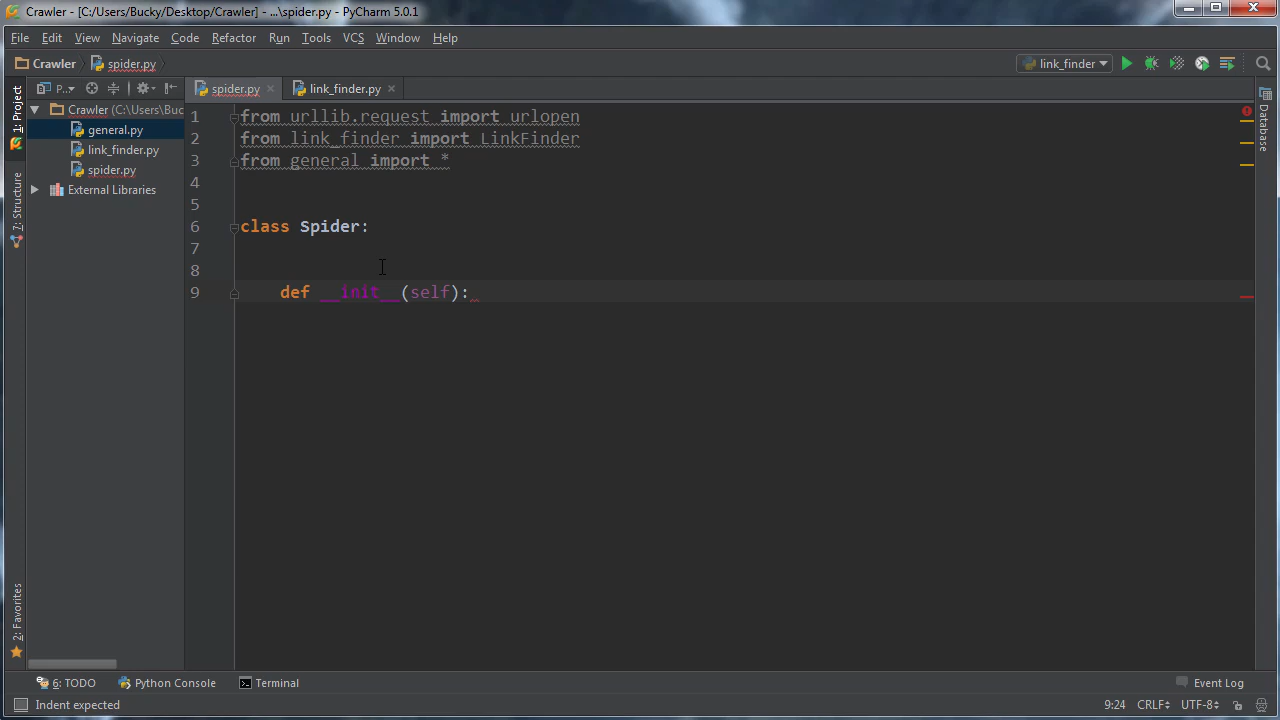 Crawler - [C:/Users/Bucky/Desktop/Crawler] - ...\spider.py - PyCharm 5.0.1
File Edit View Navigate Code Refactor Run Tools VCS Window Help
Crawler spider.py link_finder
1: Project
P..
spider.py link_finder.py
Crawler (C:\Users\Buc
general.py
link_finder.py
spider.py
External Libraries
7: Structure
2: Favorites
1 from urllib.request import urlopen
2 from link_finder import LinkFinder
3 from general import *
4
5
6 class Spider:
7
8
9 def __init__(self):
Database
6: TODO Python Console Terminal Event Log
Indent expected 9:24 CRLF UTF-8